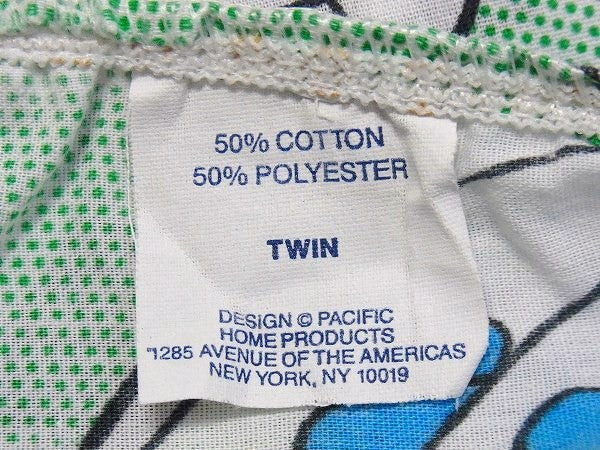 50% COTTON
50% POLYESTER
TWIN
DESIGN © PACIFIC
HOME PRODUCTS
"1285 AVENUE OF THE AMERICAS
NEW YORK, NY 10019